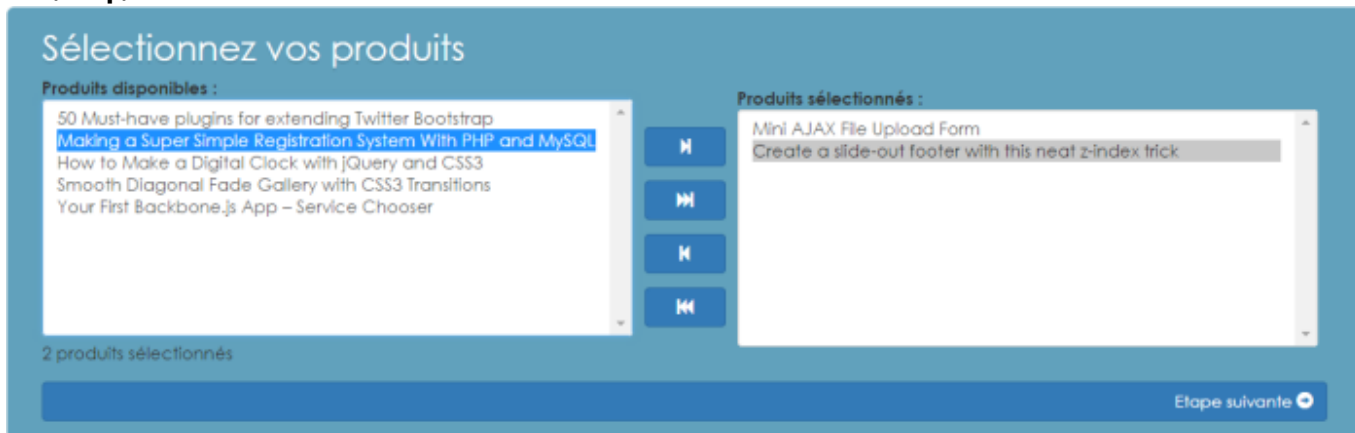 Sélectionnez vos produits
Produits disponibles :
50 Must-have plugins for extending Twitter Bootstrap
Making a Super Simple Registration System With PHP and MySQL
How to Make a Digital Clock with jQuery and CSS3
Smooth Diagonal Fade Gallery with CSS3 Transitions
Your First Backbone.js App – Service Chooser
2 produits sélectionnés
Produits sélectionnés :
Mini AJAX File Upload Form
Create a slide-out footer with this neat z-index trick
Etape suivante